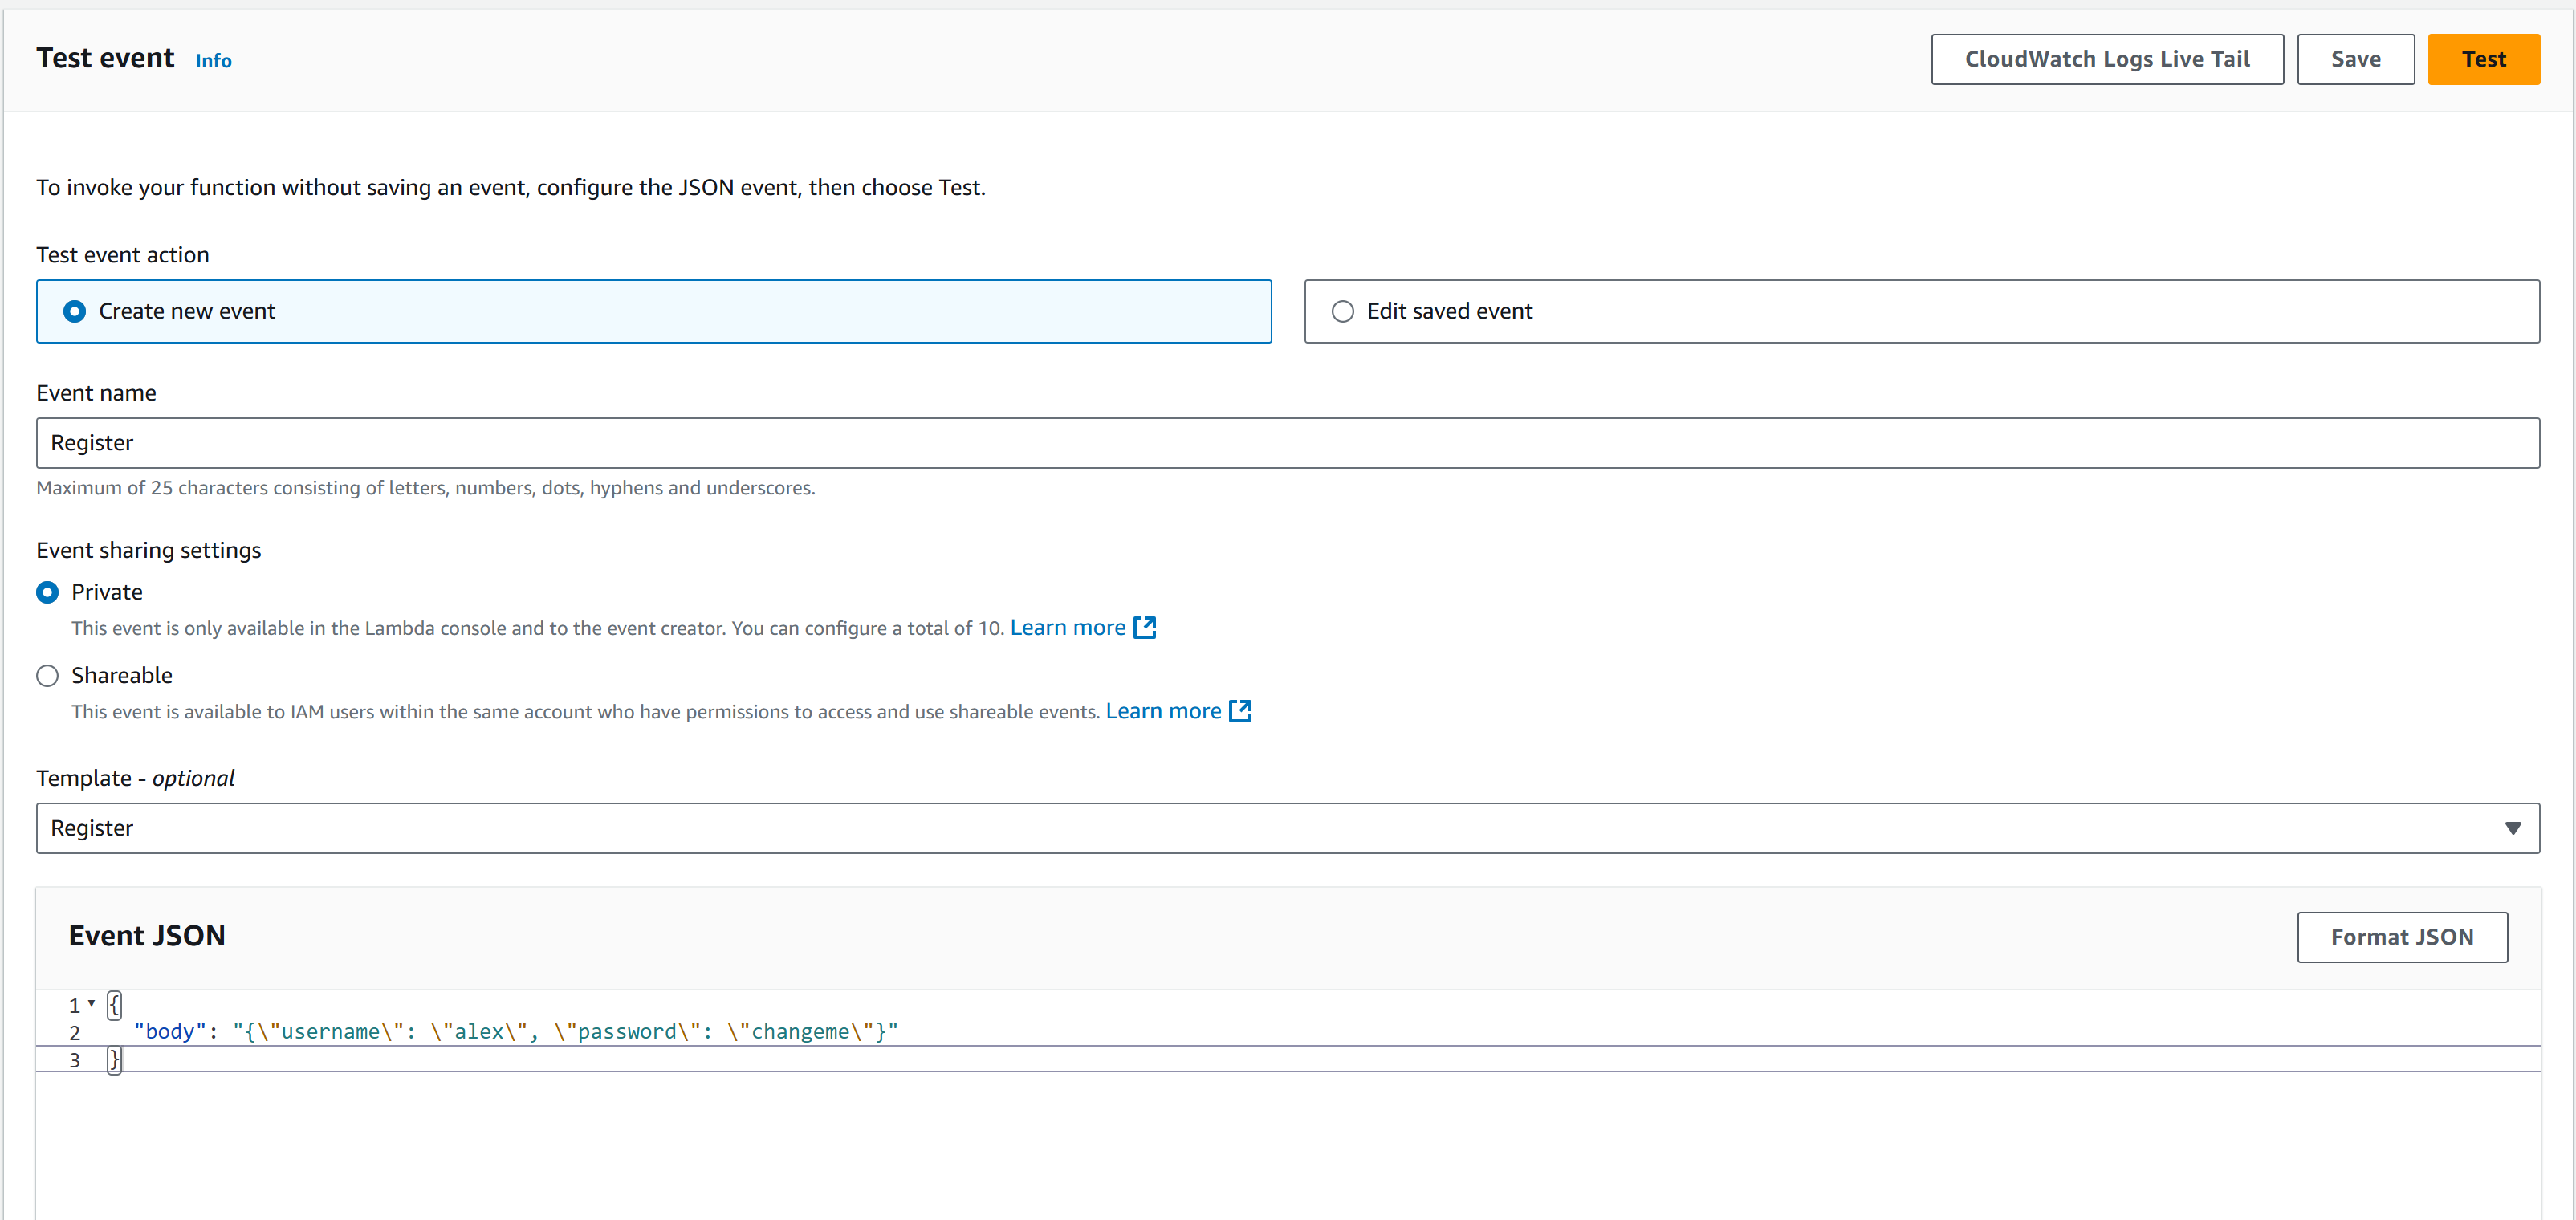 Test event Info CloudWatch Logs Live Tail Save Test
To invoke your function without saving an event, configure the JSON event, then choose Test.
Test event action
Create new event Edit saved event
Event name
Register
Maximum of 25 characters consisting of letters, numbers, dots, hyphens and underscores.
Event sharing settings
Private
This event is only available in the Lambda console and to the event creator. You can configure a total of 10. Learn more
Shareable
This event is available to IAM users within the same account who have permissions to access and use shareable events. Learn more
Template - optional
Register
Event JSON Format JSON
1 {
2 "body": "{\"username\": \"alex\", \"password\": \"changeme\"}"
3 }